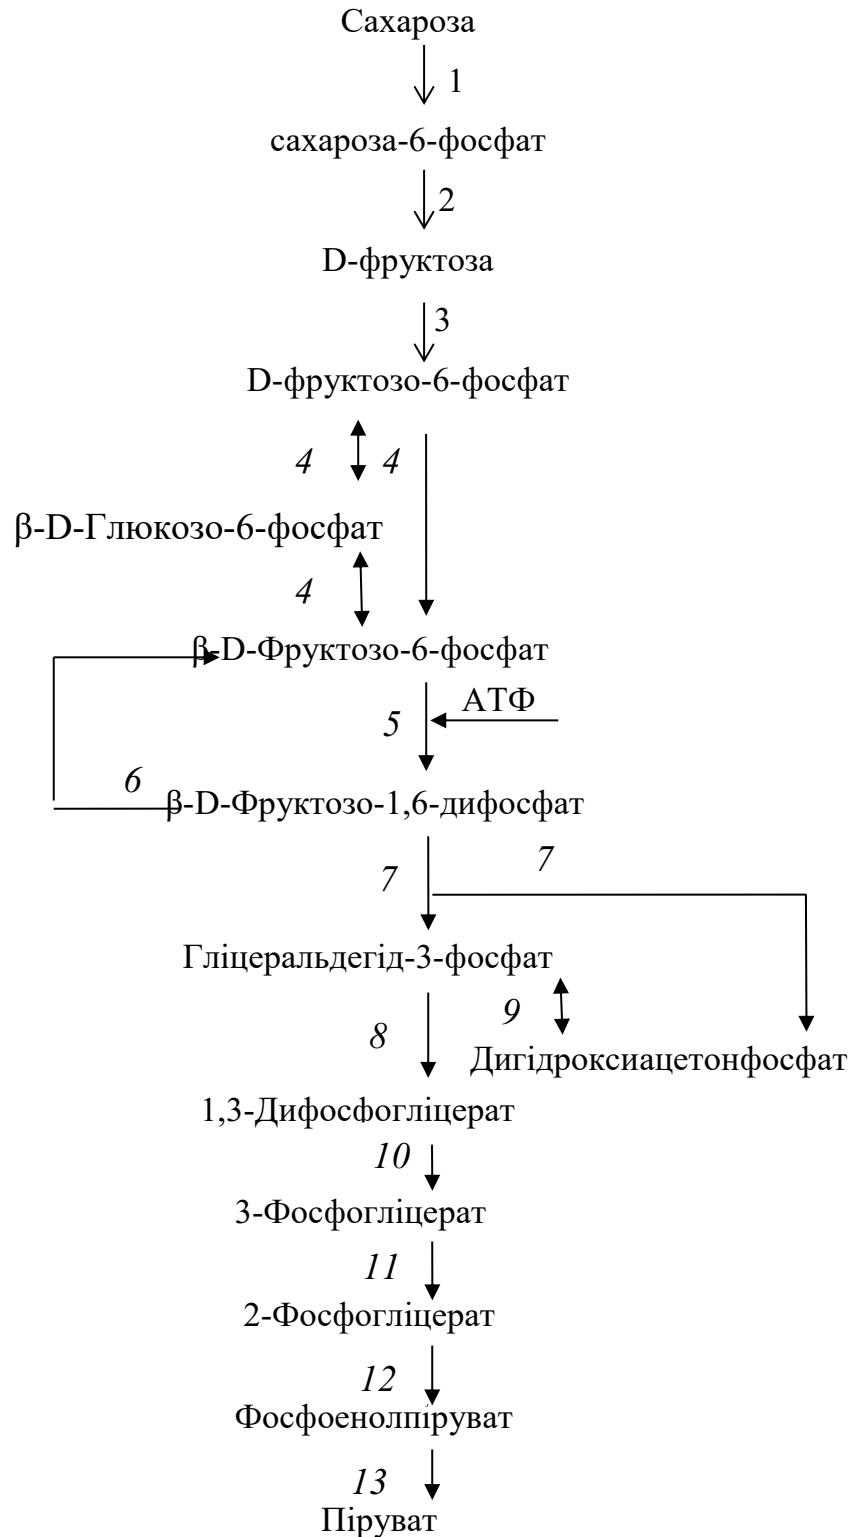 Сахароза
1
сахароза-6-фосфат
2
D-фруктоза
3
D-фруктозо-6-фосфат
4 4
β-D-Глюкозо-6-фосфат
4
β-D-Фруктозо-6-фосфат
АТФ
5
6
β-D-Фруктозо-1,6-дифосфат
7
7
Гліцеральдегід-3-фосфат
9
8
Дигідроксиацетонфосфат
1,3-Дифосфогліцерат
10
3-Фосфогліцерат
11
2-Фосфогліцерат
12
Фосфоенолпіруват
13
Піруват